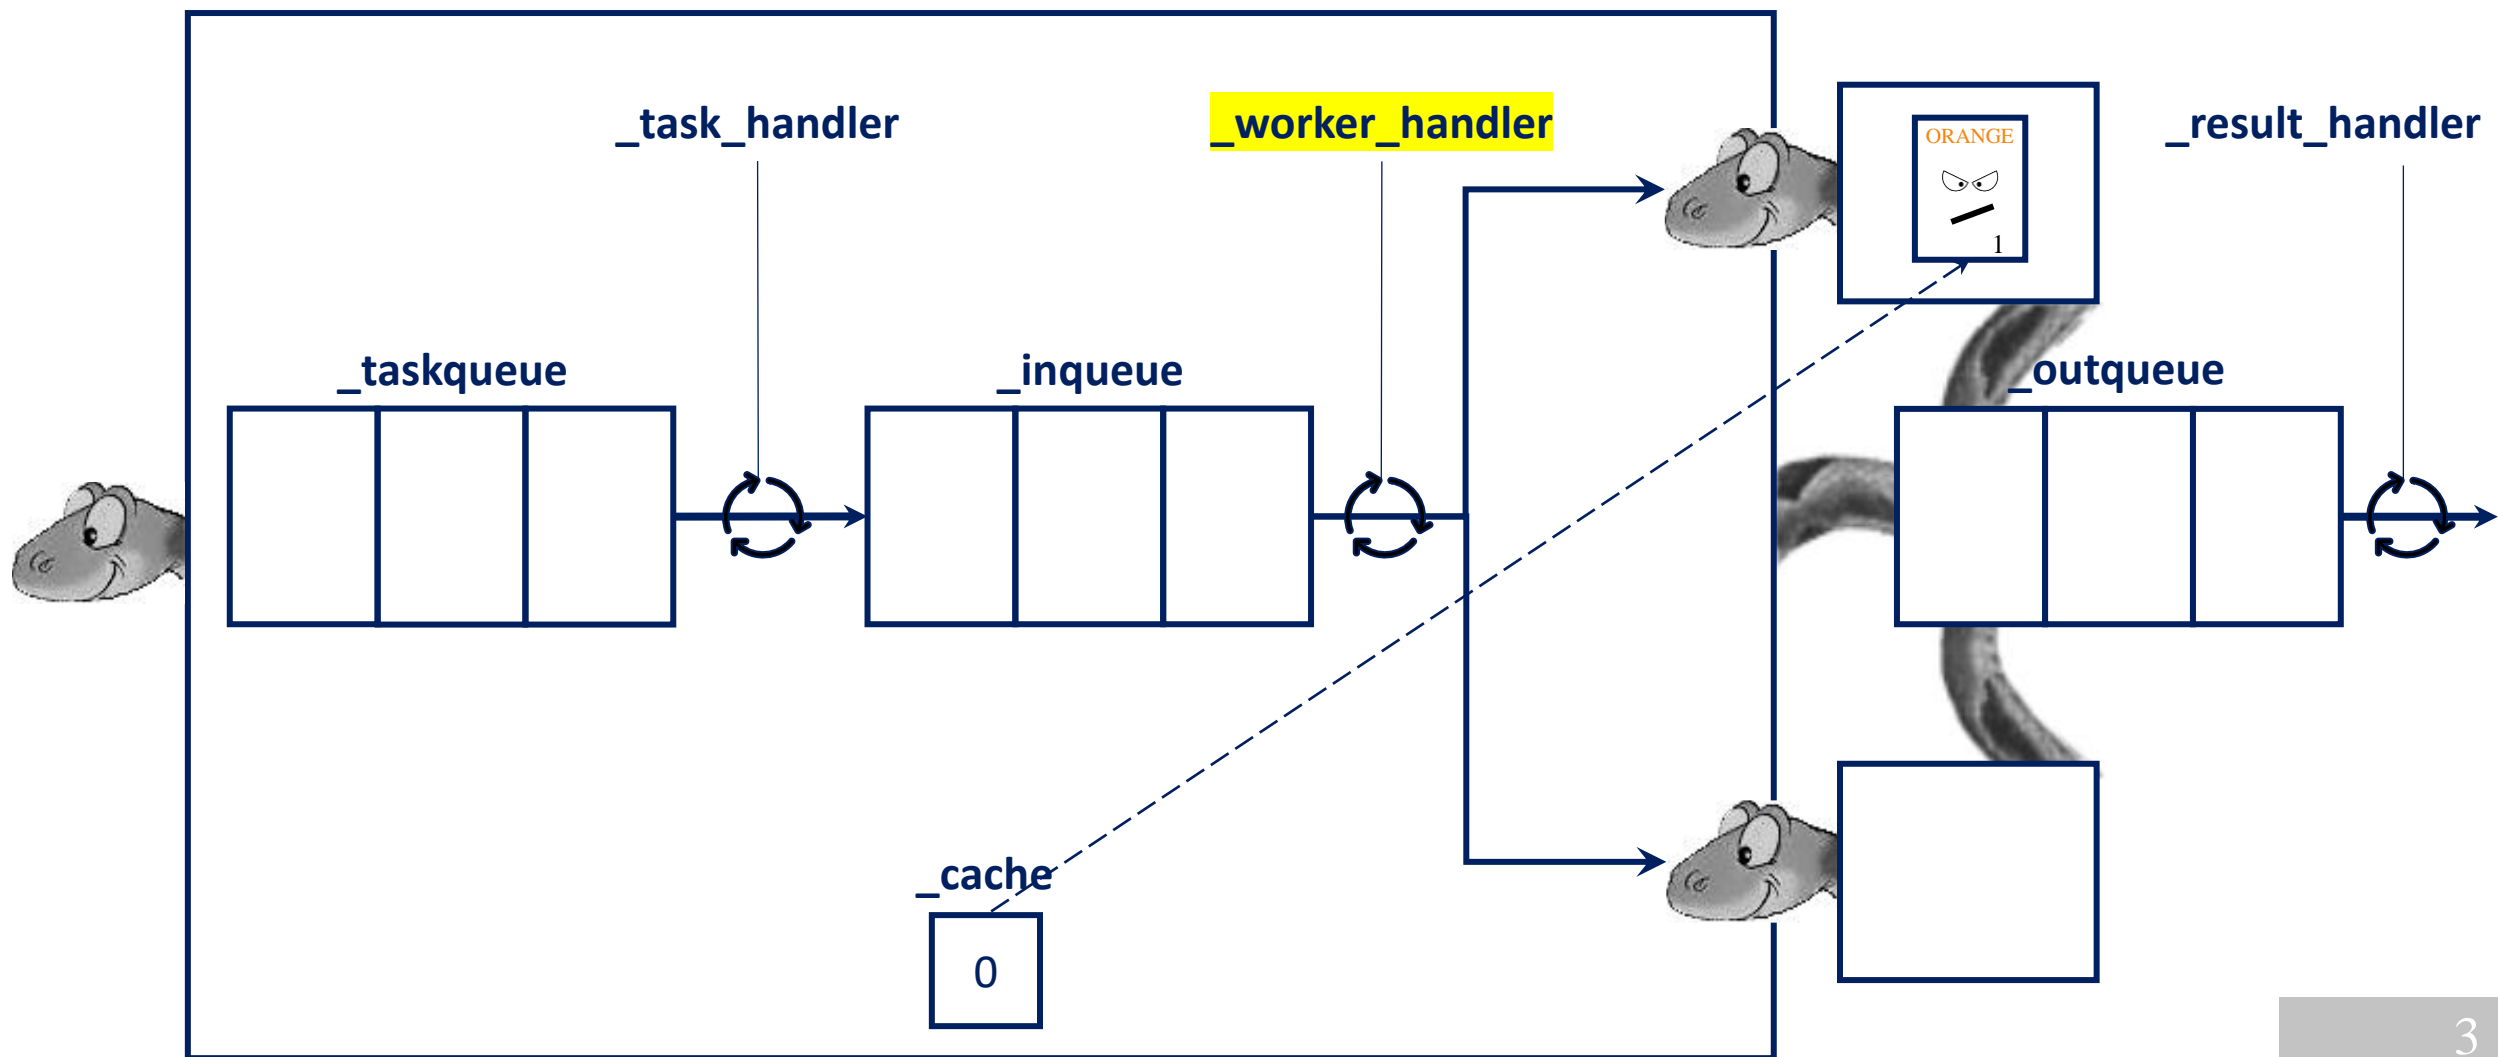 _task_handler
_worker_handler
_result_handler
ORANGE
1
_taskqueue
_inqueue
_outqueue
_cache
0
3